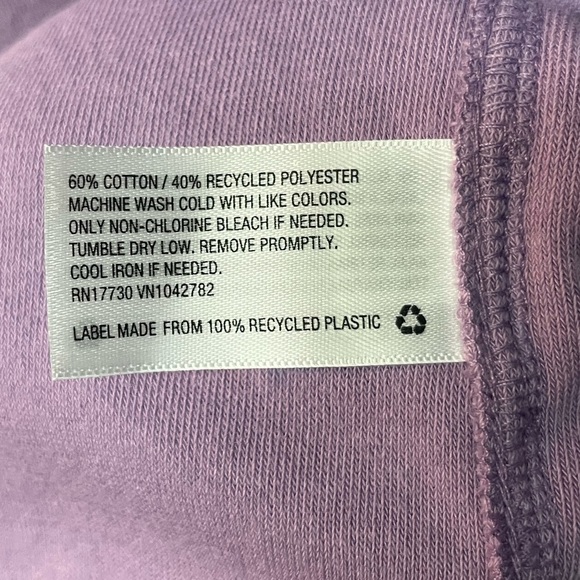 60% COTTON / 40% RECYCLED POLYESTER
MACHINE WASH COLD WITH LIKE COLORS.
ONLY NON-CHLORINE BLEACH IF NEEDED.
TUMBLE DRY LOW. REMOVE PROMPTLY.
COOL IRON IF NEEDED.
RN17730 VN1042782
LABEL MADE FROM 100% RECYCLED PLASTIC